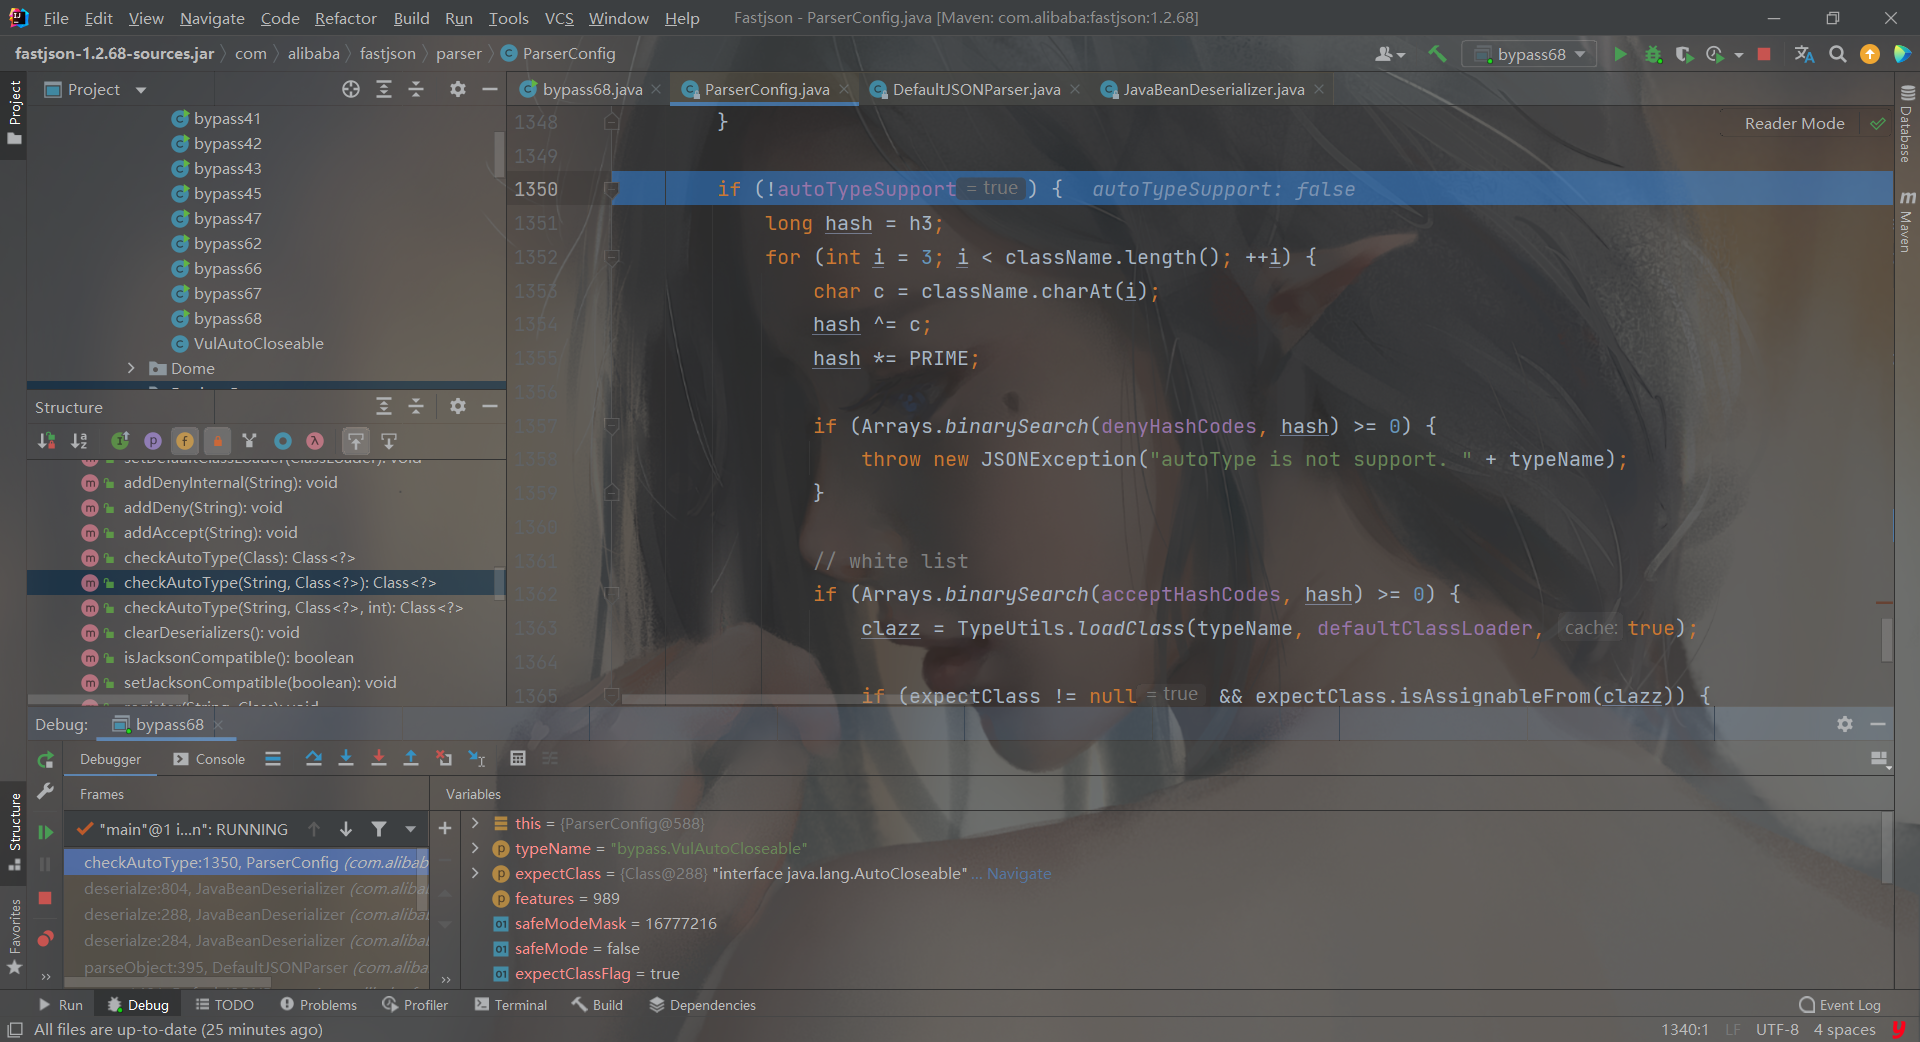 File Edit View Navigate Code Refactor Build Run Tools VCS Window Help Fastjson - ParserConfig.java [Maven: com.alibaba:fastjson:1.2.68]
fastjson-1.2.68-sources.jar com alibaba fastjson parser ParserConfig bypass68
Project
Project
bypass41
bypass42
bypass43
bypass45
bypass47
bypass62
bypass66
bypass67
bypass68
VulAutoCloseable
Dome
Structure
setDefaultClassLoader(ClassLoader): void
addDenyInternal(String): void
addDeny(String): void
addAccept(String): void
checkAutoType(Class): Class<?>
checkAutoType(String, Class<?>): Class<?>
checkAutoType(String, Class<?>, int): Class<?>
clearDeserializers(): void
isJacksonCompatible(): boolean
setJacksonCompatible(boolean): void
register(String, Class): void
bypass68.java ParserConfig.java DefaultJSONParser.java JavaBeanDeserializer.java
Reader Mode
1348 }
1349
1350 if (!autoTypeSupport = true ) { autoTypeSupport: false
1351 long hash = h3;
1352 for (int i = 3; i < className.length(); ++i) {
1353 char c = className.charAt(i);
1354 hash ^= c;
1355 hash *= PRIME;
1356
1357 if (Arrays.binarySearch(denyHashCodes, hash) >= 0) {
1358 throw new JSONException("autoType is not support. " + typeName);
1359 }
1360
1361 // white list
1362 if (Arrays.binarySearch(acceptHashCodes, hash) >= 0) {
1363 clazz = TypeUtils.loadClass(typeName, defaultClassLoader, cache: true);
1364
1365 if (expectClass != null = true && expectClass.isAssignableFrom(clazz)) {
Database
Maven
Debug: bypass68
Debugger Console
Frames
"main"@1 i...n": RUNNING
checkAutoType:1350, ParserConfig (com.alibab
deserialze:804, JavaBeanDeserializer (com.aliba
deserialze:288, JavaBeanDeserializer (com.aliba
deserialze:284, JavaBeanDeserializer (com.aliba
parseObject:395, DefaultJSONParser (com.aliba
Variables
this = {ParserConfig@588}
typeName = "bypass.VulAutoCloseable"
expectClass = {Class@288} "interface java.lang.AutoCloseable" ... Navigate
features = 989
safeModeMask = 16777216
safeMode = false
expectClassFlag = true
Structure
Favorites
Run Debug TODO Problems Profiler Terminal Build Dependencies Event Log
All files are up-to-date (25 minutes ago) 1340:1 LF UTF-8 4 spaces